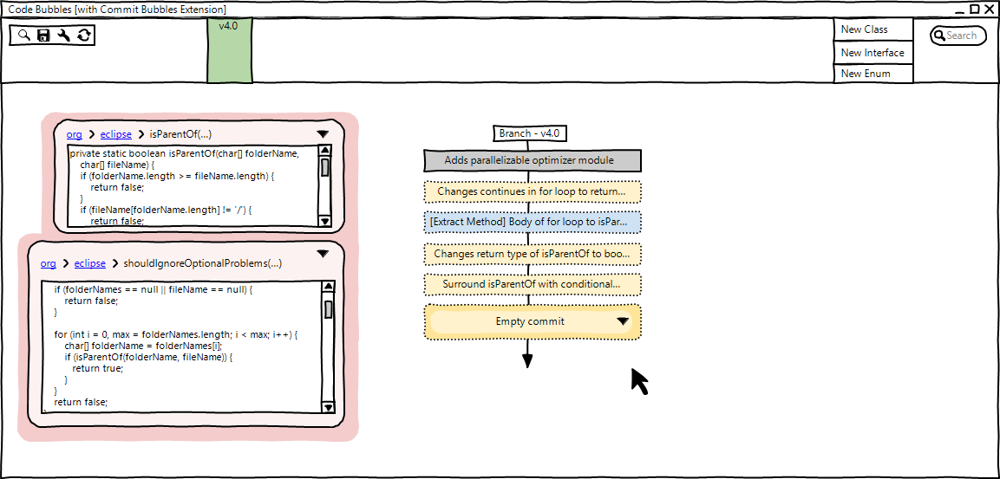 Code Bubbles [with Commit Bubbles Extension]
v4.0
New Class
New Interface
New Enum
Search
org > eclipse > isParentOf(...)
private static boolean isParentOf(char[] folderName,
char[] fileName) {
if (folderName.length >= fileName.length) {
return false;
}
if (fileName[folderName.length] != '/') {
return false;
org > eclipse > shouldIgnoreOptionalProblems(...)
if (folderNames == null || fileName == null) {
return false;
}
for (int i = 0, max = folderNames.length; i < max; i++) {
char[] folderName = folderNames[i];
if (isParentOf(folderName, fileName)) {
return true;
}
}
return false;
Branch - v4.0
Adds parallelizable optimizer module
Changes continues in for loop to return...
[Extract Method] Body of for loop to isPar...
Changes return type of isParentOf to boo...
Surround isParentOf with conditional...
Empty commit